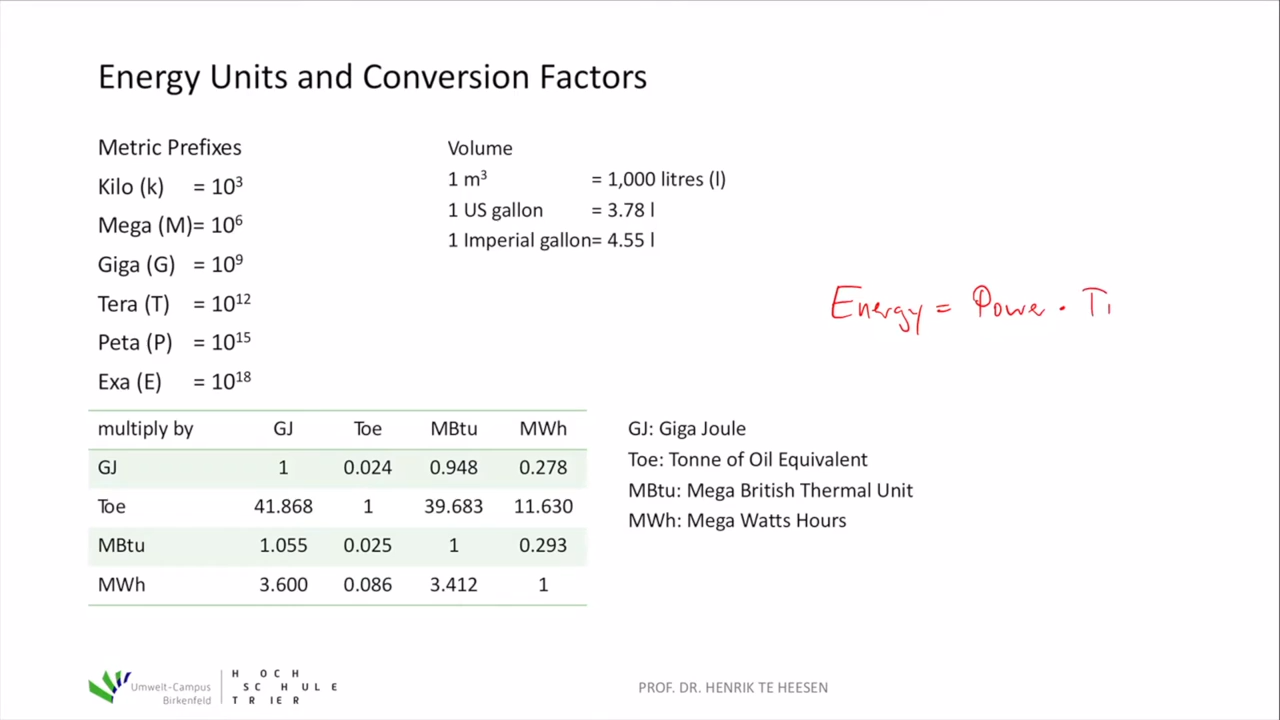 Energy Units and Conversion Factors
Metric Prefixes
Kilo (k) = 10³
Mega (M)= 10⁶
Giga (G) = 10⁹
Tera (T) = 10¹²
Peta (P) = 10¹⁵
Exa (E) = 10¹⁸
Volume
1 m³ = 1,000 litres (l)
1 US gallon = 3.78 l
1 Imperial gallon= 4.55 l
Energy = Power · Ti
multiply by GJ Toe MBtu MWh
GJ 1 0.024 0.948 0.278
Toe 41.868 1 39.683 11.630
MBtu 1.055 0.025 1 0.293
MWh 3.600 0.086 3.412 1
GJ: Giga Joule
Toe: Tonne of Oil Equivalent
MBtu: Mega British Thermal Unit
MWh: Mega Watts Hours
Umwelt-Campus
Birkenfeld
HOCH
SCHULE
TRIER
PROF. DR. HENRIK TE HEESEN